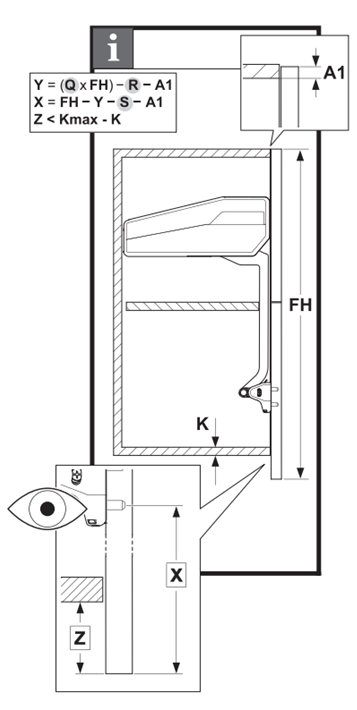 i
A1
Y = (Q x FH) – R – A1
X = FH – Y – S – A1
Z < Kmax - K
FH
K
X
Z